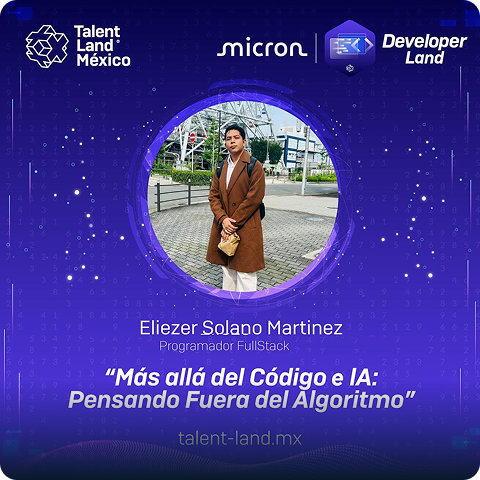 Talent
Land®
México
micron
Developer
Land
Eliezer Solano Martinez
Programador FullStack
“Más allá del Código e IA:
Pensando Fuera del Algoritmo”
talent-land.mx